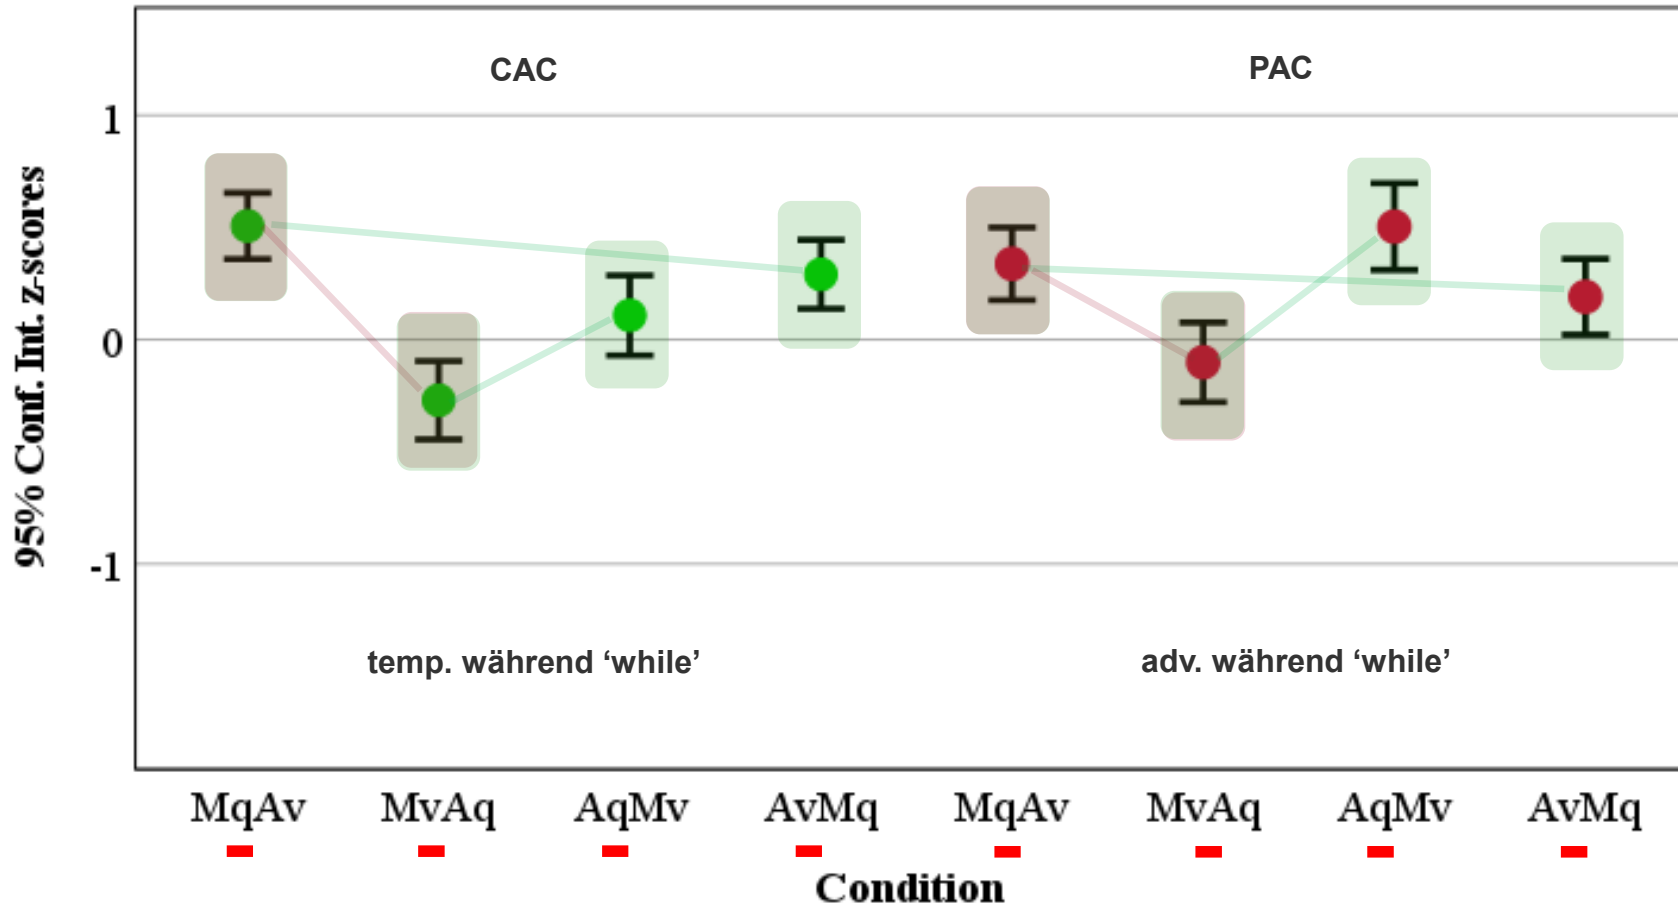 CAC
PAC
1
0
-1
95% Conf. Int. z-scores
temp. während ‘while’
adv. während ‘while’
MqAv MvAq AqMv AvMq MqAv MvAq AqMv AvMq
Condition